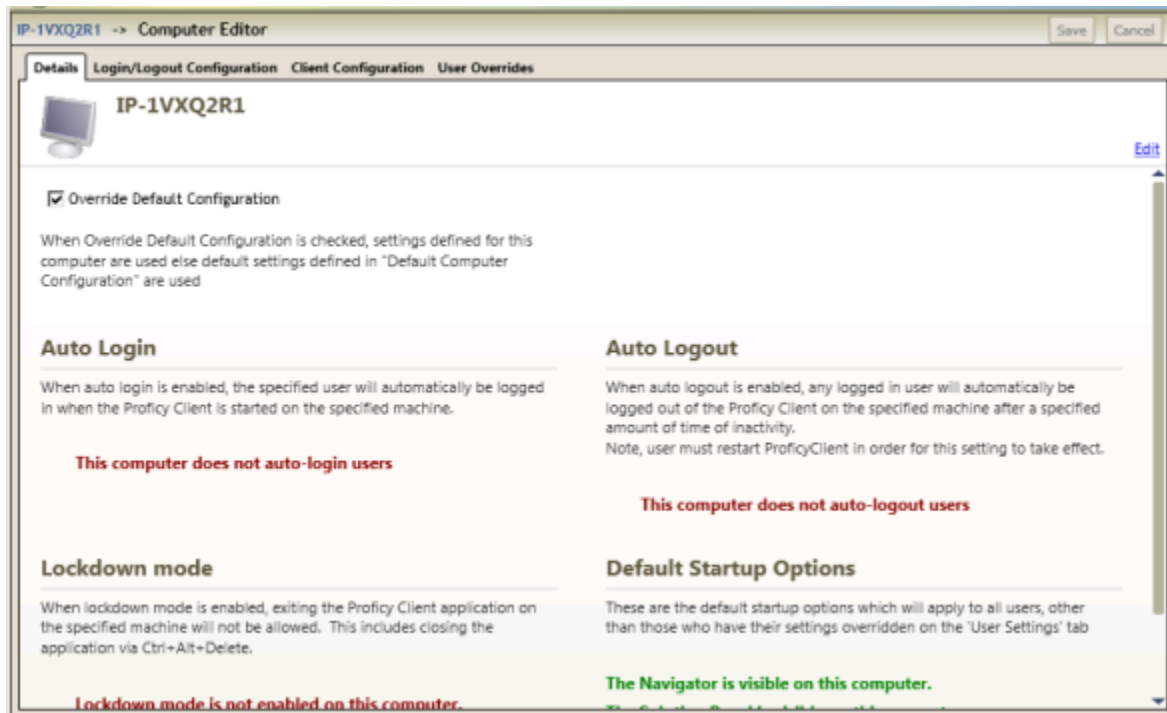 IP-1VXQ2R1 -> Computer Editor
Save
Cancel
Details
Login/Logout Configuration
Client Configuration
User Overrides
IP-1VXQ2R1
Edit
Override Default Configuration
When Override Default Configuration is checked, settings defined for this
computer are used else default settings defined in "Default Computer
Configuration" are used
Auto Login
When auto login is enabled, the specified user will automatically be logged
in when the Proficy Client is started on the specified machine.
This computer does not auto-login users
Auto Logout
When auto logout is enabled, any logged in user will automatically be
logged out of the Proficy Client on the specified machine after a specified
amount of time of inactivity.
Note, user must restart ProficyClient in order for this setting to take effect.
This computer does not auto-logout users
Lockdown mode
When lockdown mode is enabled, exiting the Proficy Client application on
the specified machine will not be allowed. This includes closing the
application via Ctrl+Alt+Delete.
Lockdown mode is not enabled on this computer.
Default Startup Options
These are the default startup options which will apply to all users, other
than those who have their settings overridden on the 'User Settings' tab
The Navigator is visible on this computer.